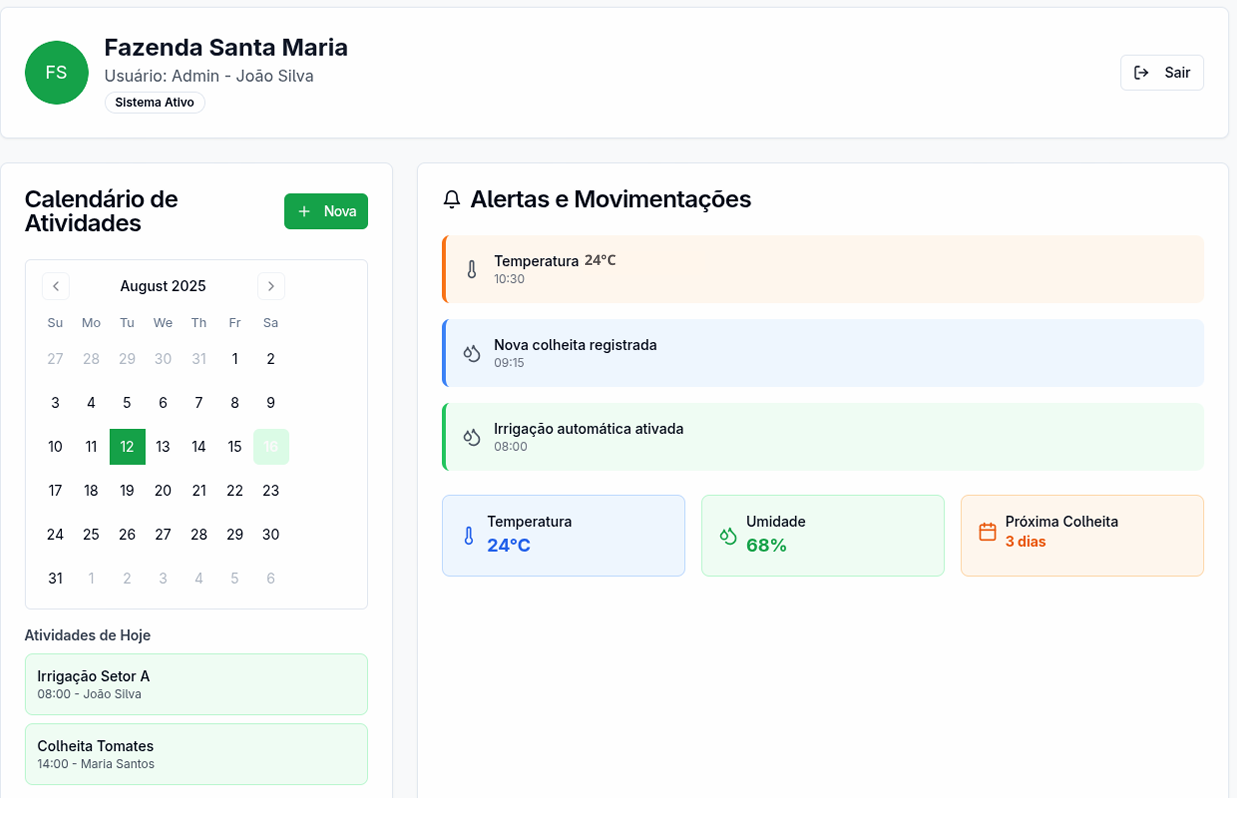 FS
Fazenda Santa Maria
Usuário: Admin - João Silva
Sistema Ativo
Sair
Calendário de
Atividades
Nova
August 2025
Su Mo Tu We Th Fr Sa
27 28 29 30 31 1 2
3 4 5 6 7 8 9
10 11 12 13 14 15 16
17 18 19 20 21 22 23
24 25 26 27 28 29 30
31 1 2 3 4 5 6
Atividades de Hoje
Irrigação Setor A
08:00 - João Silva
Colheita Tomates
14:00 - Maria Santos
Alertas e Movimentações
Temperatura 24°C
10:30
Nova colheita registrada
09:15
Irrigação automática ativada
08:00
Temperatura
24°C
Umidade
68%
Próxima Colheita
3 dias